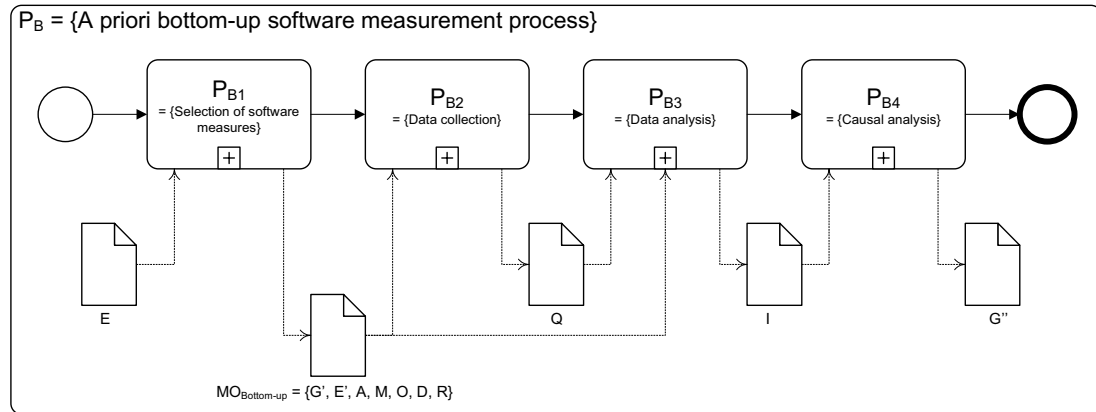 P_B = {A priori bottom-up software measurement process}
P_B1
= {Selection of software
measures}
P_B2
= {Data collection}
P_B3
= {Data analysis}
P_B4
= {Causal analysis}
+
+
+
+
E
Q
I
G’’
MO_Bottom-up = {G’, E’, A, M, O, D, R}